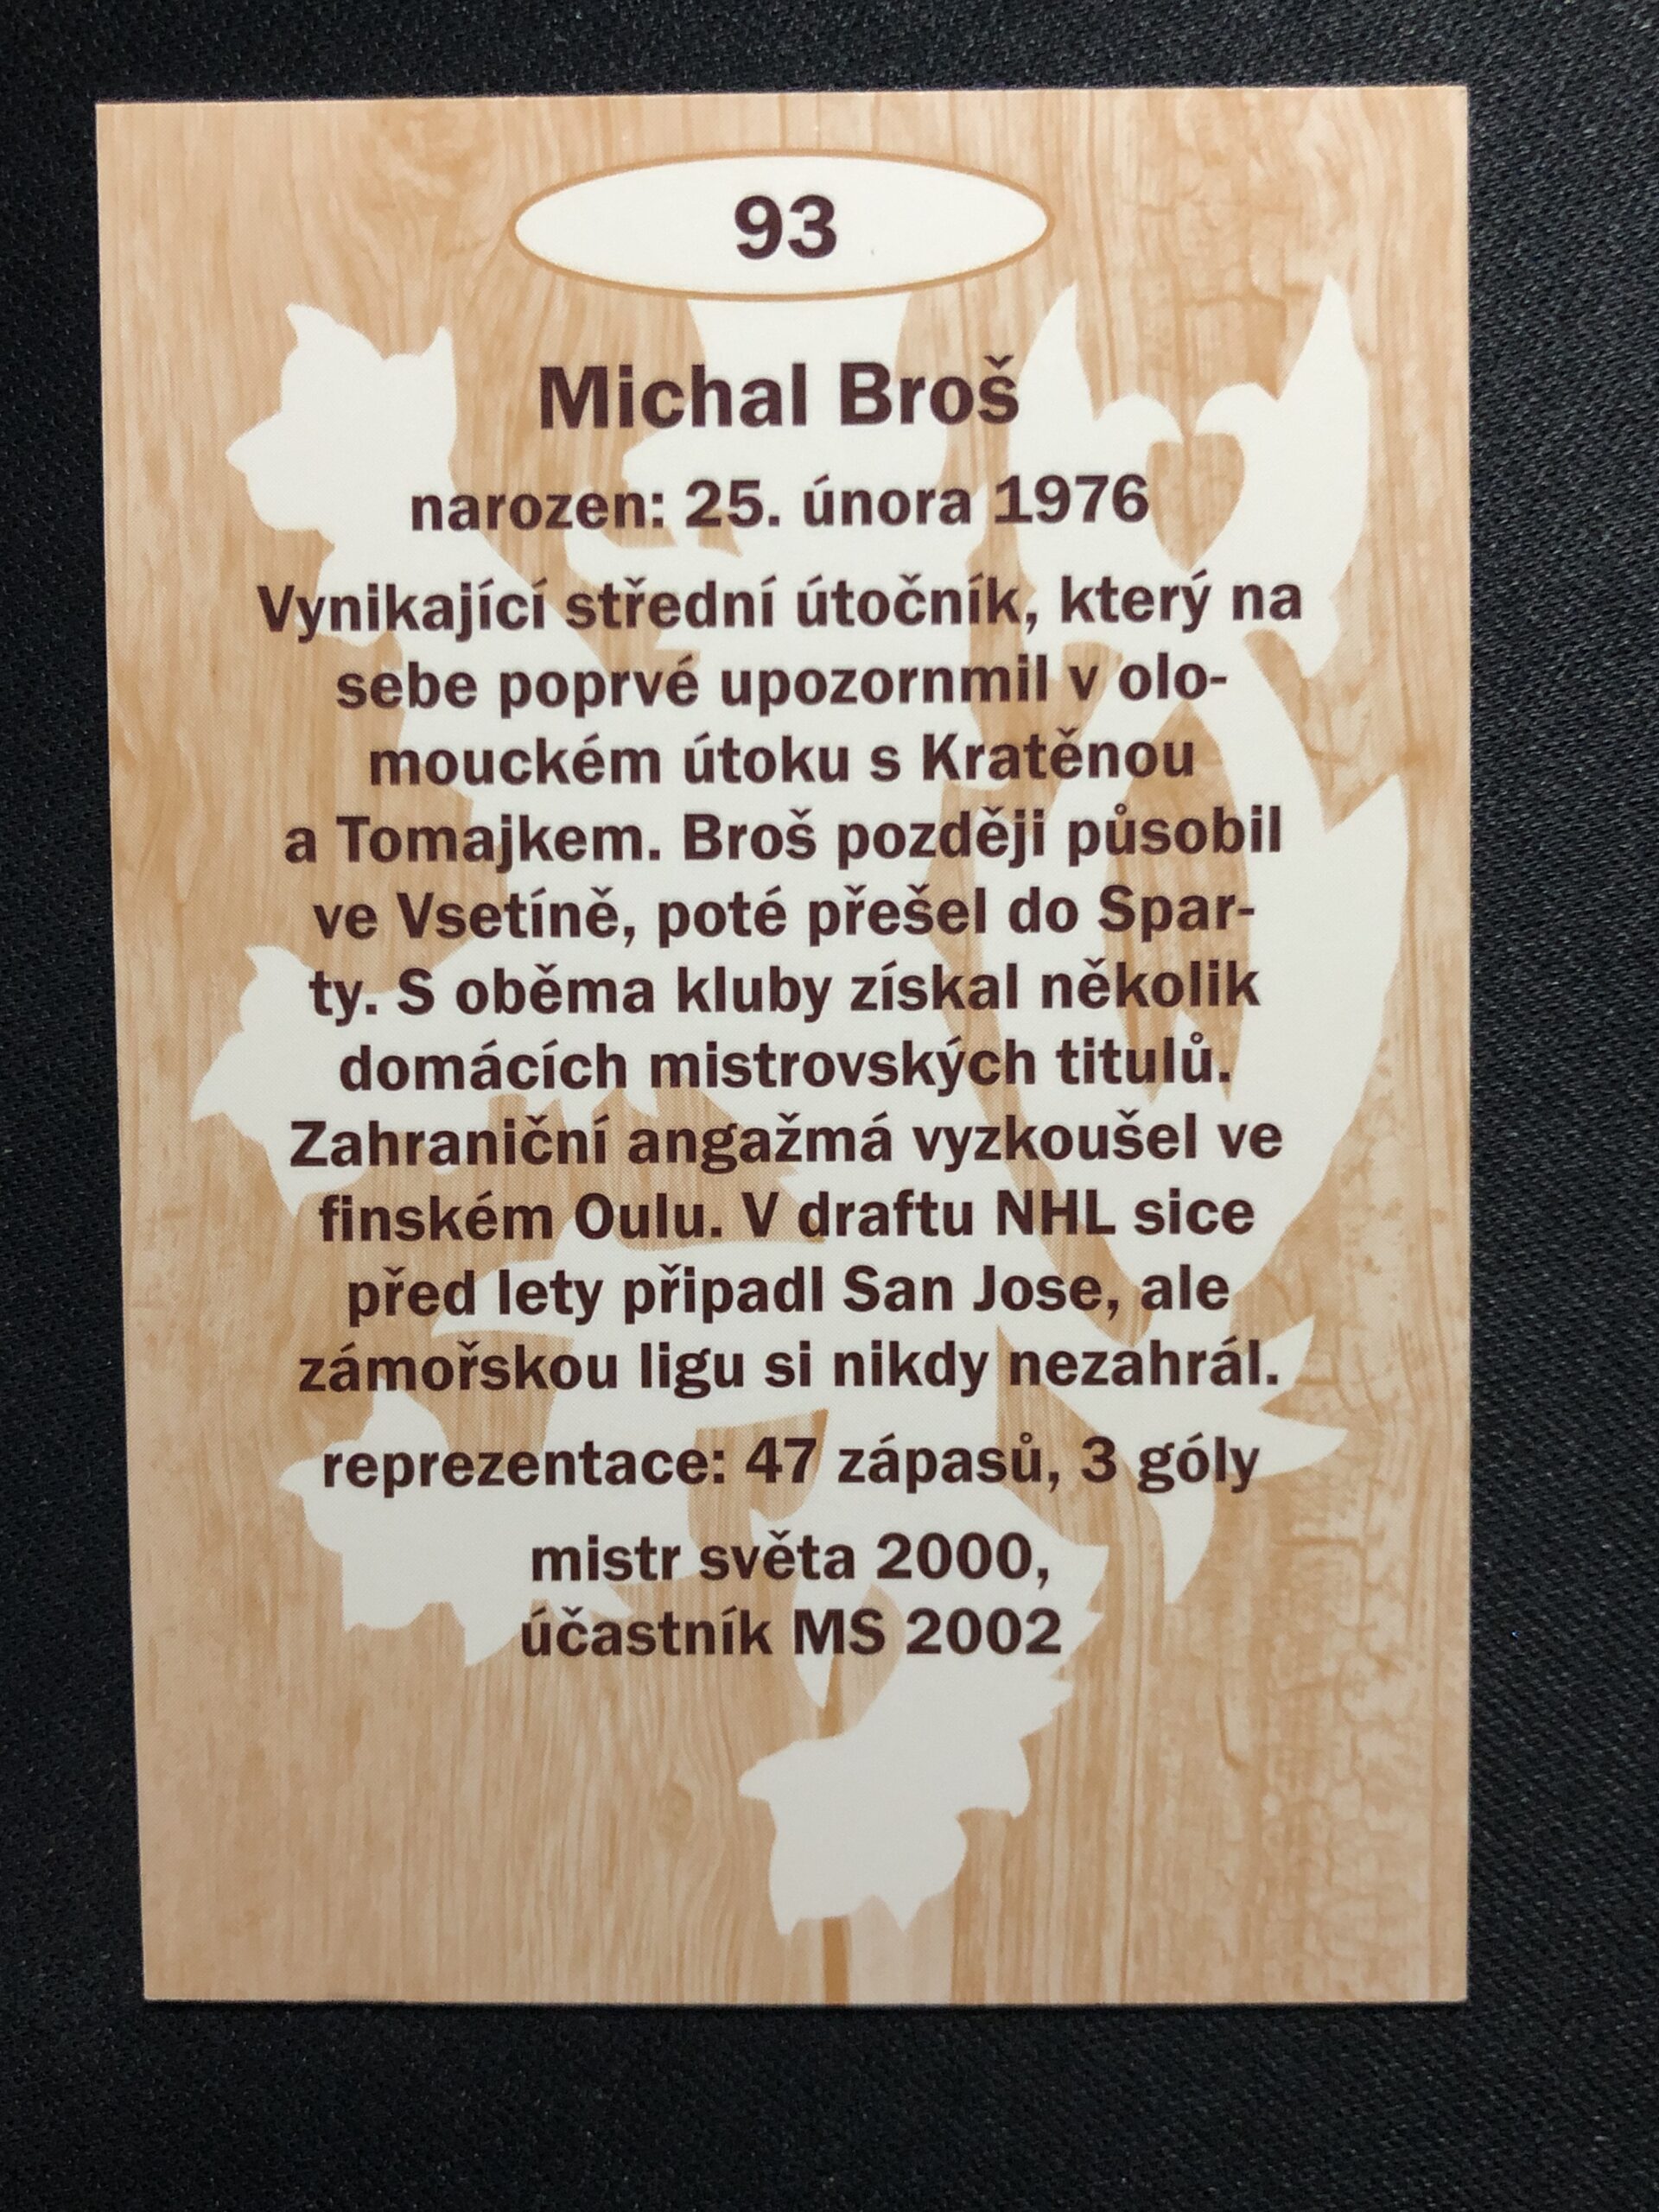 93
Michal Broš
narozen: 25. února 1976
Vynikající střední útočník, který na
sebe poprvé upozornmil v olo-
mouckém útoku s Kratěnou
a Tomajkem. Broš později působil
ve Vsetíně, poté přešel do Spar-
ty. S oběma kluby získal několik
domácích mistrovských titulů.
Zahraniční angažmá vyzkoušel ve
finském Oulu. V draftu NHL sice
před lety připadl San Jose, ale
zámořskou ligu si nikdy nezahrál.
reprezentace: 47 zápasů, 3 góly
mistr světa 2000,
účastník MS 2002